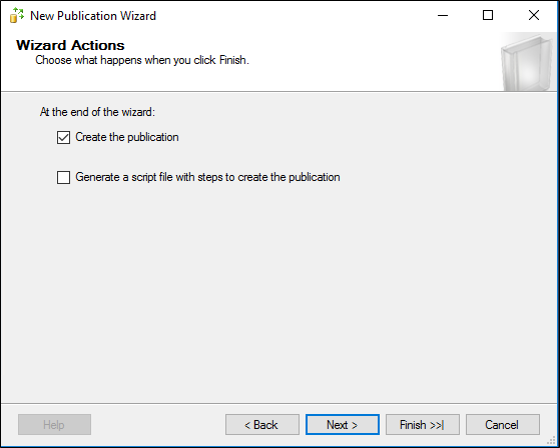 New Publication Wizard
Wizard Actions
Choose what happens when you click Finish.
At the end of the wizard:
Create the publication
Generate a script file with steps to create the publication
Help
< Back
Next >
Finish >>|
Cancel